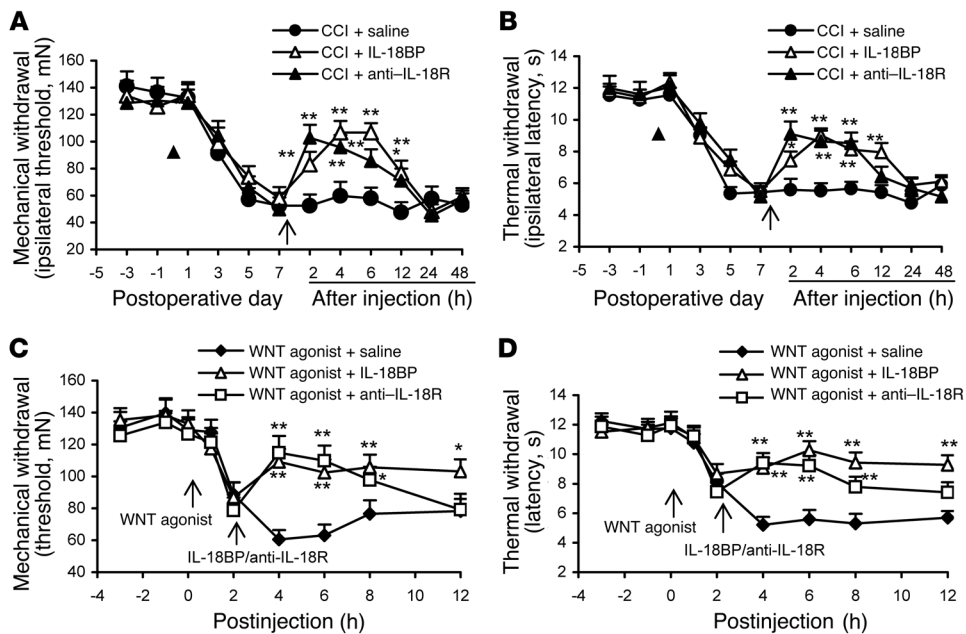 A
CCI + saline
CCI + IL-18BP
CCI + anti–IL-18R
Mechanical withdrawal
(ipsilateral threshold, mN)
160
140
120
100
80
60
40
20
** ** ** **
** ** ** *
-5 -3 -1 1 3 5 7 2 4 6 12 24 48
Postoperative day After injection (h)
B
CCI + saline
CCI + IL-18BP
CCI + anti–IL-18R
Thermal withdrawal
(ipsilateral latency, s)
14
12
10
8
6
4
2
** ** ** **
* ** **
-5 -3 -1 1 3 5 7 2 4 6 12 24 48
Postoperative day After injection (h)
C
WNT agonist + saline
WNT agonist + IL-18BP
WNT agonist + anti–IL-18R
Mechanical withdrawal
(threshold, mN)
160
140
120
100
80
60
40
** ** ** *
** ** *
WNT agonist
IL-18BP/anti-IL-18R
-4 -2 0 2 4 6 8 10 12
Postinjection (h)
D
WNT agonist + saline
WNT agonist + IL-18BP
WNT agonist + anti–IL-18R
Thermal withdrawal
(latency, s)
14
12
10
8
6
4
2
** ** ** **
** ** **
WNT agonist
IL-18BP/anti-IL-18R
-4 -2 0 2 4 6 8 10 12
Postinjection (h)